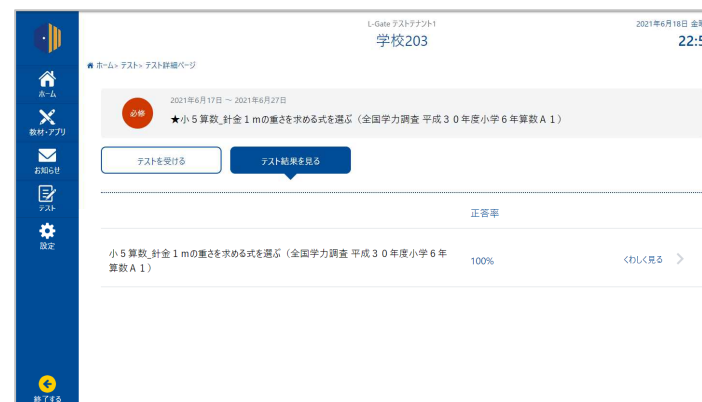 L-Gate テストテナント1
学校203
2021年6月18日 金
22:5
ホーム» テスト» テスト詳細ページ
ホーム
教材・アプリ
お知らせ
テスト
設定
終了する
必修
2021年6月17日 ～ 2021年6月27日
★小５算数_針金１ｍの重さを求める式を選ぶ（全国学力調査 平成３０年度小学６年算数Ａ１）
テストを受ける
テスト結果を見る
正答率
小５算数_針金１ｍの重さを求める式を選ぶ（全国学力調査 平成３０年度小学６年
算数Ａ１）
100%
くわしく見る